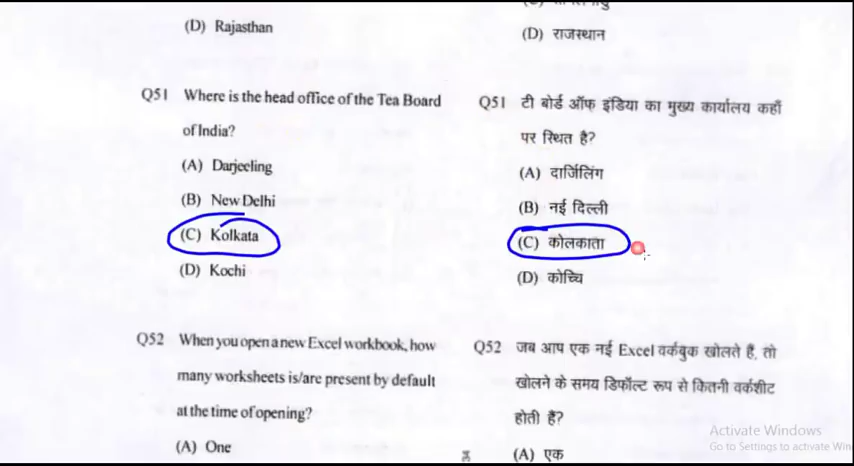 (D) Rajasthan
(D) राजस्थान
Q51 Where is the head office of the Tea Board
of India?
(A) Darjeeling
(B) New Delhi
(C) Kolkata
(D) Kochi
Q51 टी बोर्ड ऑफ इंडिया का मुख्य कार्यालय कहाँ
पर स्थित है?
(A) दार्जिलिंग
(B) नई दिल्ली
(C) कोलकाता
(D) कोच्चि
Q52 When you open a new Excel workbook, how
many worksheets is/are present by default
at the time of opening?
(A) One
Q52 जब आप एक नई Excel वर्कबुक खोलते हैं, तो
खोलने के समय डिफॉल्ट रूप से कितनी वर्कशीट
होती हैं?
(A) एक
Activate Windows
Go to Settings to activate Win